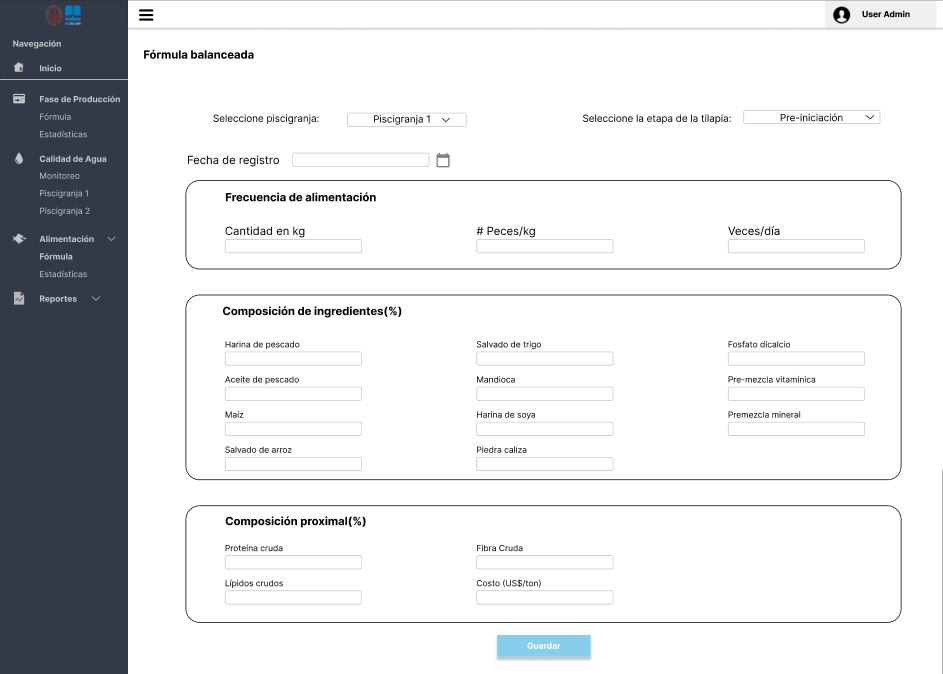 User Admin
Navegación
Inicio
Fase de Producción
Fórmula
Estadísticas
Calidad de Agua
Monitoreo
Piscigranja 1
Piscigranja 2
Alimentación
Fórmula
Estadísticas
Reportes
Fórmula balanceada
Seleccione piscigranja: Piscigranja 1 Seleccione la etapa de la tilapia: Pre-iniciación
Fecha de registro
Frecuencia de alimentación
Cantidad en kg # Peces/kg Veces/día
Composición de ingredientes(%)
Harina de pescado Salvado de trigo Fosfato dicalcio
Aceite de pescado Mandioca Pre-mezcla vitamínica
Maíz Harina de soya Premezcla mineral
Salvado de arroz Piedra caliza
Composición proximal(%)
Proteína cruda Fibra Cruda
Lípidos crudos Costo (US$/ton)
Guardar